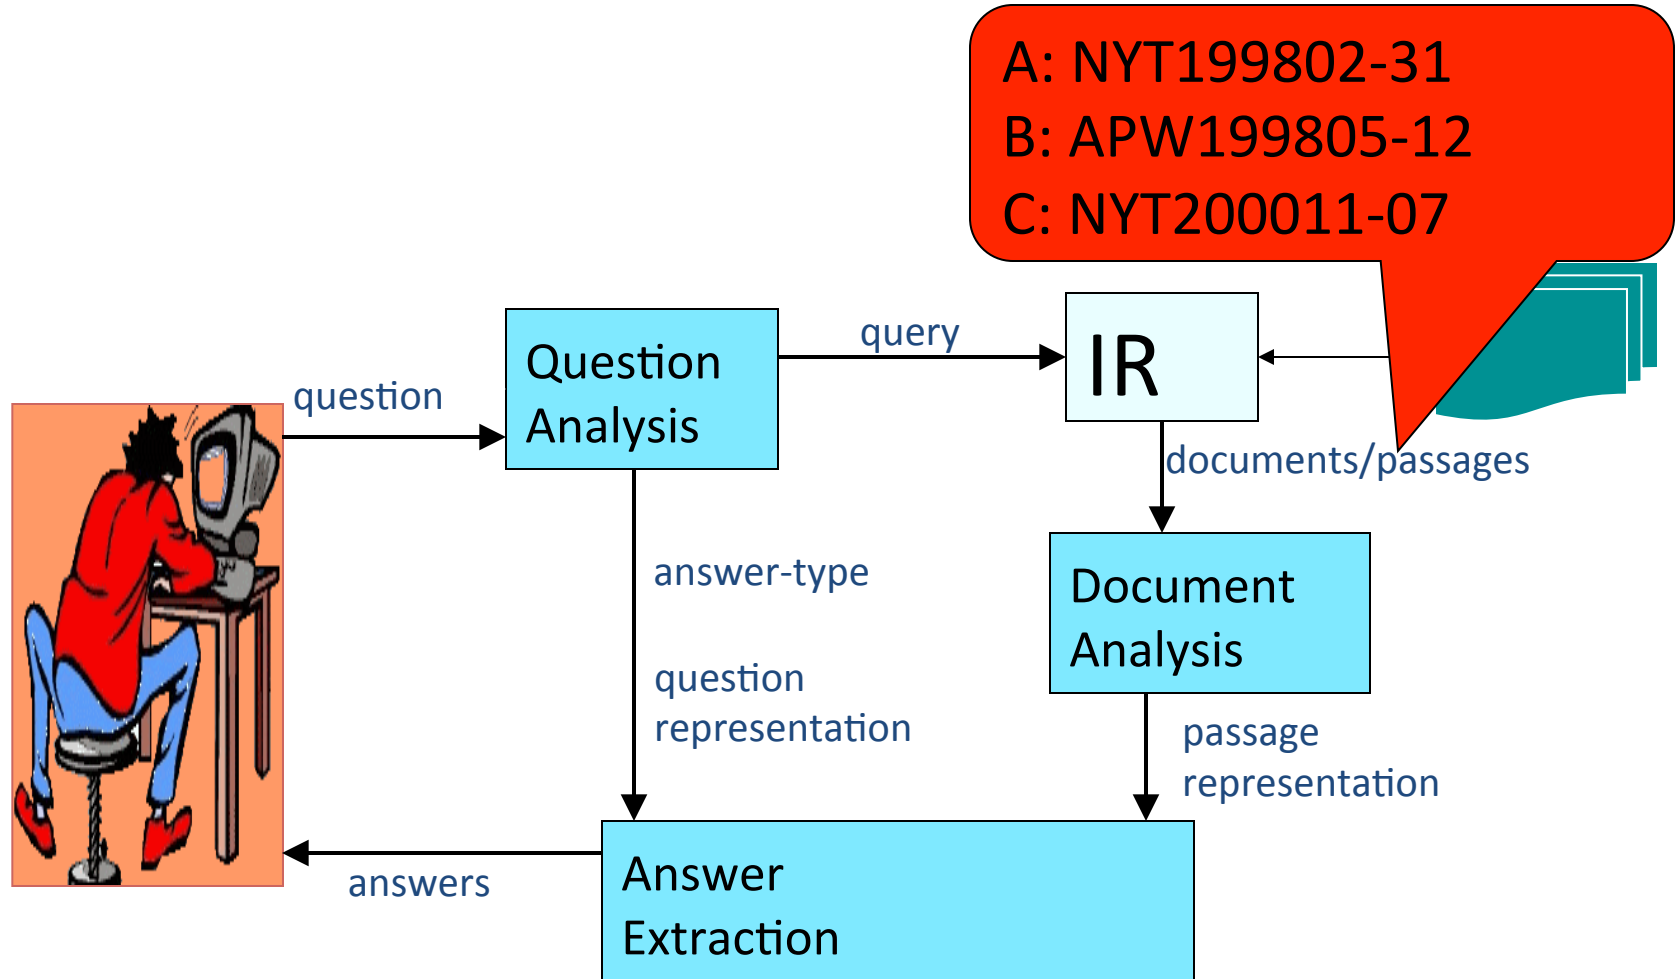 A: NYT199802-31
B: APW199805-12
C: NYT200011-07
query
IR
Question
Analysis
question
documents/passages
answer-type
Document
Analysis
question
representation
passage
representation
Answer
Extraction
answers